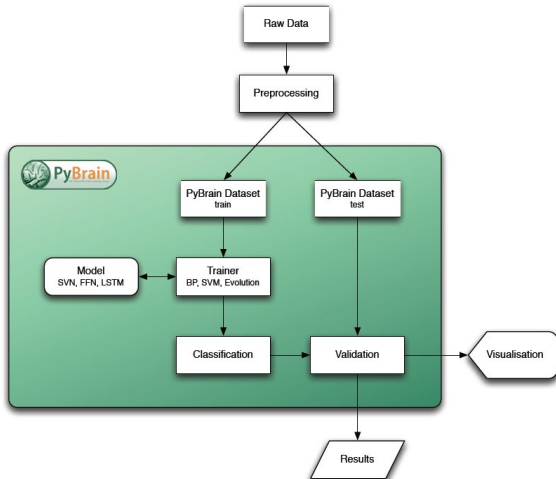 Raw Data
Preprocessing
PyBrain
PyBrain Dataset
train
PyBrain Dataset
test
Model
SVN, FFN, LSTM
Trainer
BP, SVM, Evolution
Classification
Validation
Visualisation
Results